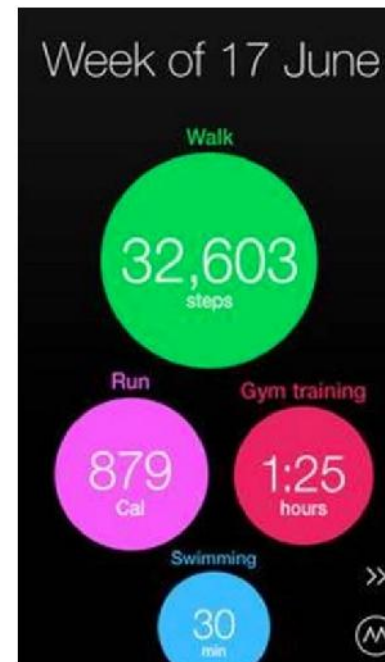 Week of 17 June
Walk
32,603
steps
Run
879
Cal
Gym training
1:25
hours
Swimming
30
min